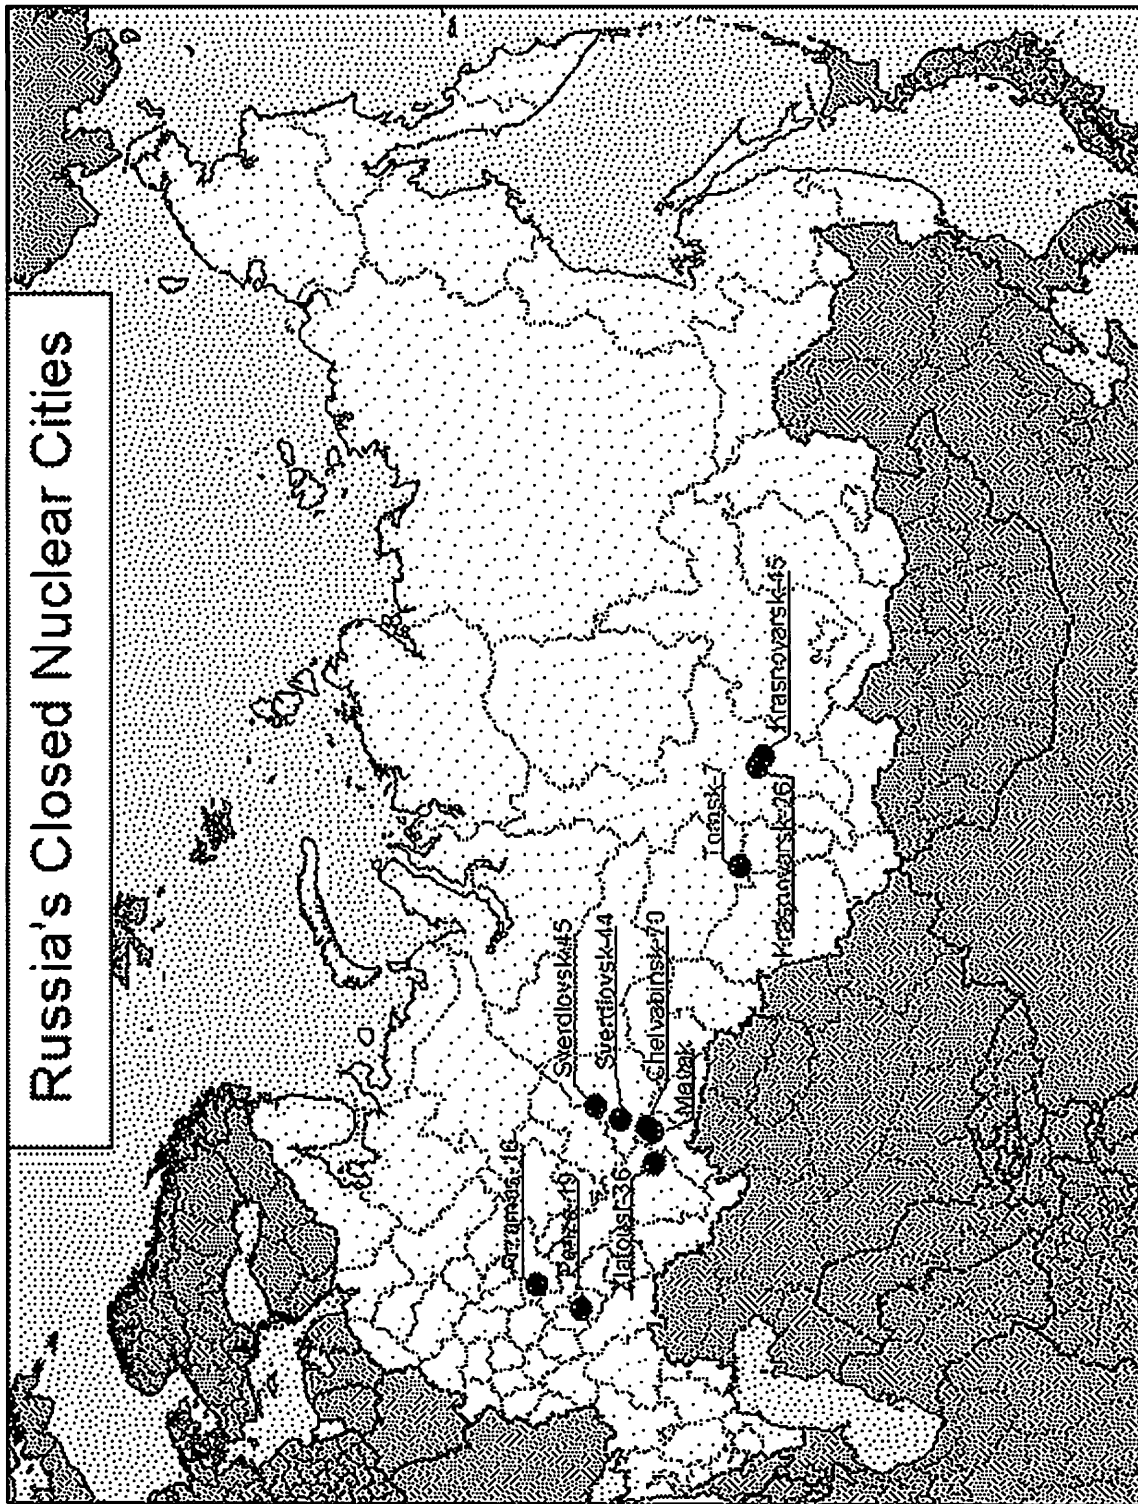 Russia's Closed Nuclear Cities
Arzamas-16
Penza-19
Zlatoust-36
Sverdlovsk-45
Sverdlovsk-44
Chelyabinsk-70
Mayak
Tomsk-7
Krasnoyarsk-26
Krasnoyarsk-45